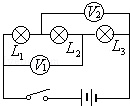 V₂
L₁ L₂ L₃
V₁